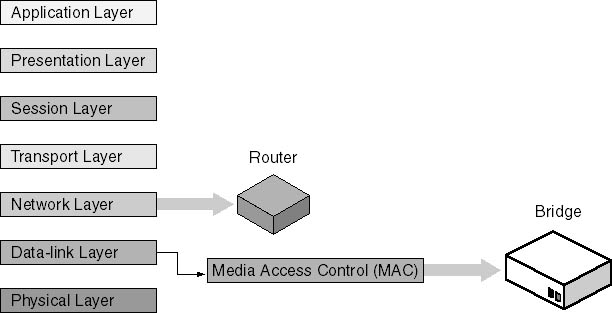 Application Layer
Presentation Layer
Session Layer
Transport Layer
Router
Network Layer
Bridge
Data-link Layer
Media Access Control (MAC)
Physical Layer